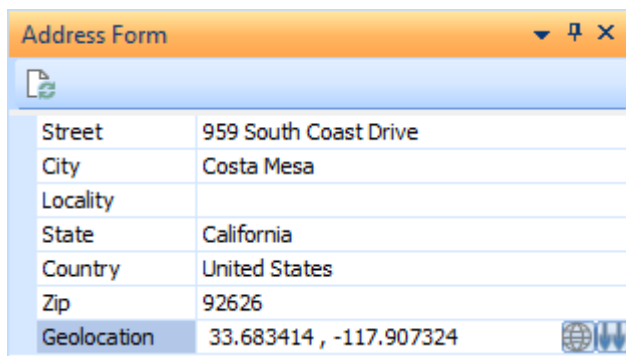 Address Form
Street 959 South Coast Drive
City Costa Mesa
Locality
State California
Country United States
Zip 92626
Geolocation 33.683414 , -117.907324